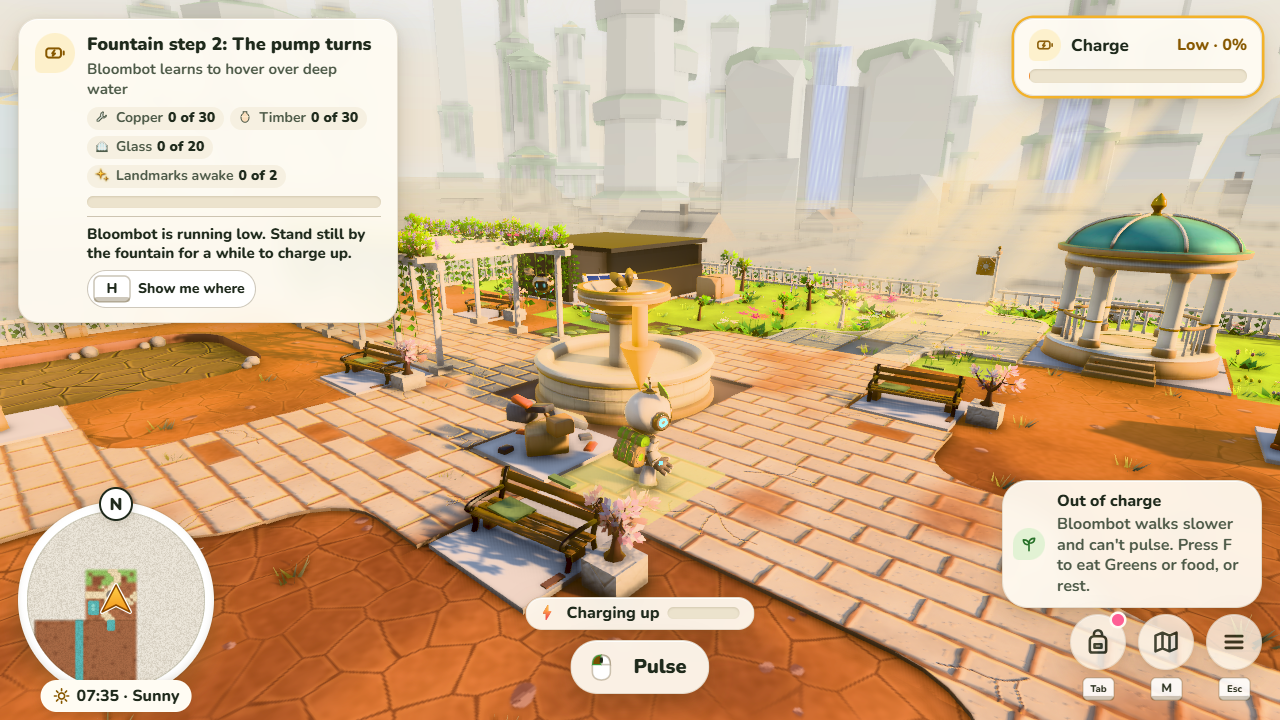 Fountain step 2: The pump turns
Bloombot learns to hover over deep
water
Copper 0 of 30
Timber 0 of 30
Glass 0 of 20
Landmarks awake 0 of 2
Bloombot is running low. Stand still by
the fountain for a while to charge up.
H Show me where
Charge Low · 0%
Out of charge
Bloombot walks slower
and can't pulse. Press F
to eat Greens or food, or
rest.
N
Charging up
Pulse
07:35 · Sunny
Tab
M
Esc